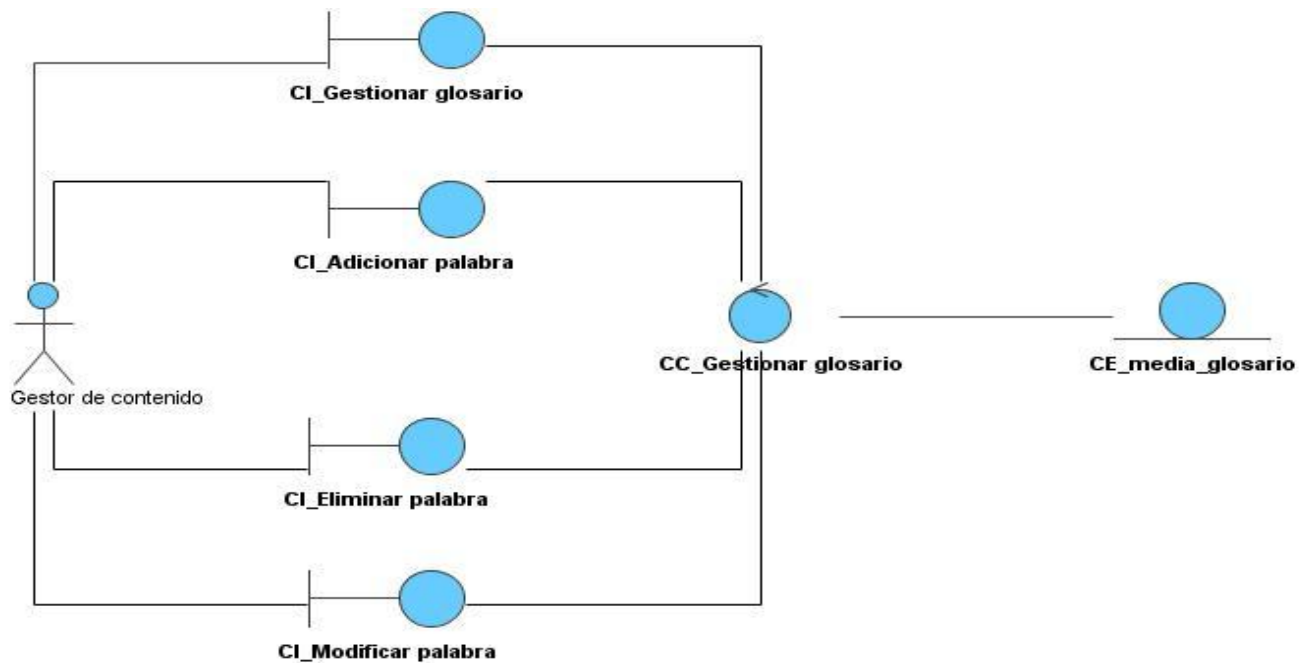 CI_Gestionar glosario
CI_Adicionar palabra
Gestor de contenido
CC_Gestionar glosario
CE_media_glosario
CI_Eliminar palabra
CI_Modificar palabra